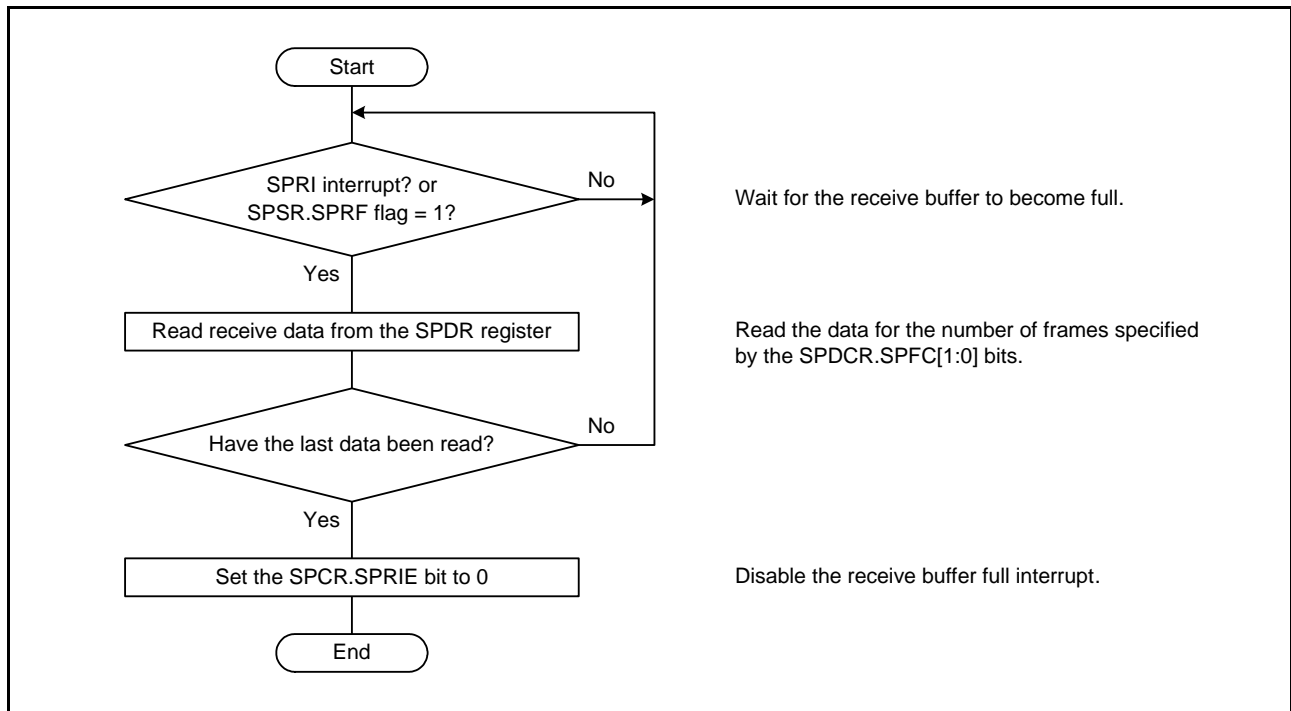 Start
SPRI interrupt? or
SPSR.SPRF flag = 1?
No
Wait for the receive buffer to become full.
Yes
Read receive data from the SPDR register
Read the data for the number of frames specified
by the SPDCR.SPFC[1:0] bits.
Have the last data been read?
No
Yes
Set the SPCR.SPRIE bit to 0
Disable the receive buffer full interrupt.
End